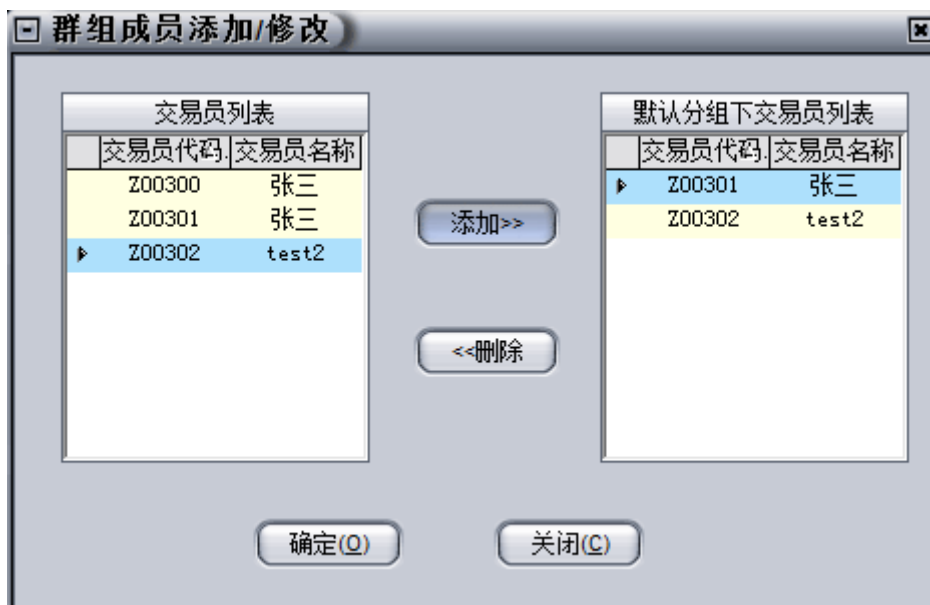 群组成员添加/修改
交易员列表
交易员代码. 交易员名称
Z00300 张三
Z00301 张三
Z00302 test2
添加>>
<<删除
默认分组下交易员列表
交易员代码. 交易员名称
Z00301 张三
Z00302 test2
确定(O) 关闭(C)